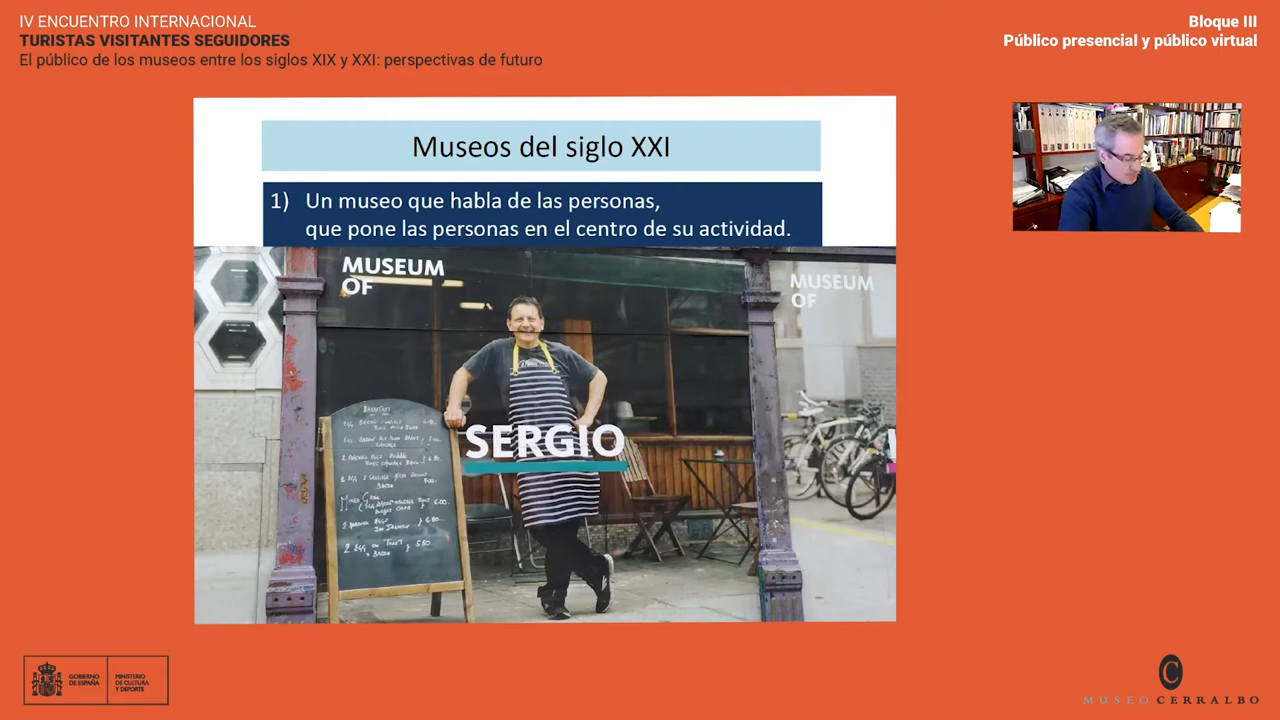 IV ENCUENTRO INTERNACIONAL
TURISTAS VISITANTES SEGUIDORES
El público de los museos entre los siglos XIX y XXI: perspectivas de futuro
Bloque III
Público presencial y público virtual
Museos del siglo XXI
1) Un museo que habla de las personas,
que pone las personas en el centro de su actividad.
MUSEUM
OF
MUSEUM
OF
SERGIO
GOBIERNO
DE ESPAÑA
MINISTERIO
DE CULTURA
Y DEPORTE
C
MUSEO CERRALBO